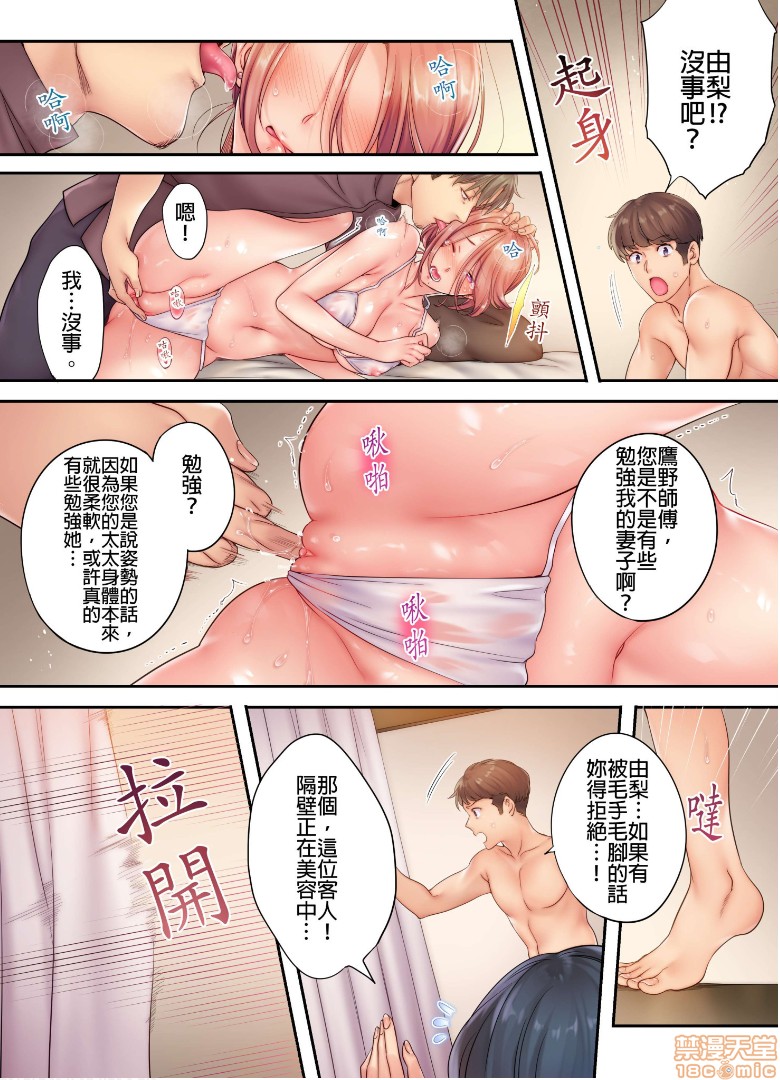 由梨!?
沒事吧？
起身
哈啊
哈啊
嗯！
哈啊
哈
顫抖
咕啾
咕啾
我…沒事。
鷹野師傅，
您是不是有些
勉強我的妻子啊？
啾啪
啾啪
勉強？
如果您是說姿勢的話，
因為您的太太身體本來
就很柔軟，或許真的
有些勉強她…
噠
由梨…如果有
被毛手毛腳的話
妳得拒絕…！
那個，這位客人！
隔壁正在美容中…
拉開
禁漫天堂
18comic